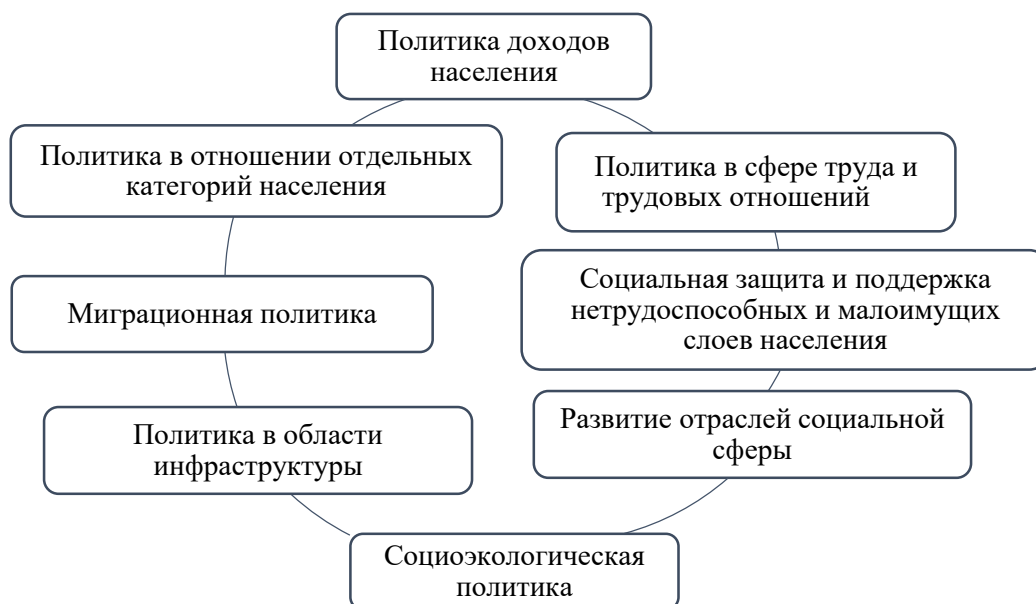 Политика доходов
населения
Политика в отношении отдельных
категорий населения
Политика в сфере труда и
трудовых отношений
Миграционная политика
Социальная защита и поддержка
нетрудоспособных и малоимущих
слоев населения
Политика в области
инфраструктуры
Развитие отраслей социальной
сферы
Социоэкологическая
политика